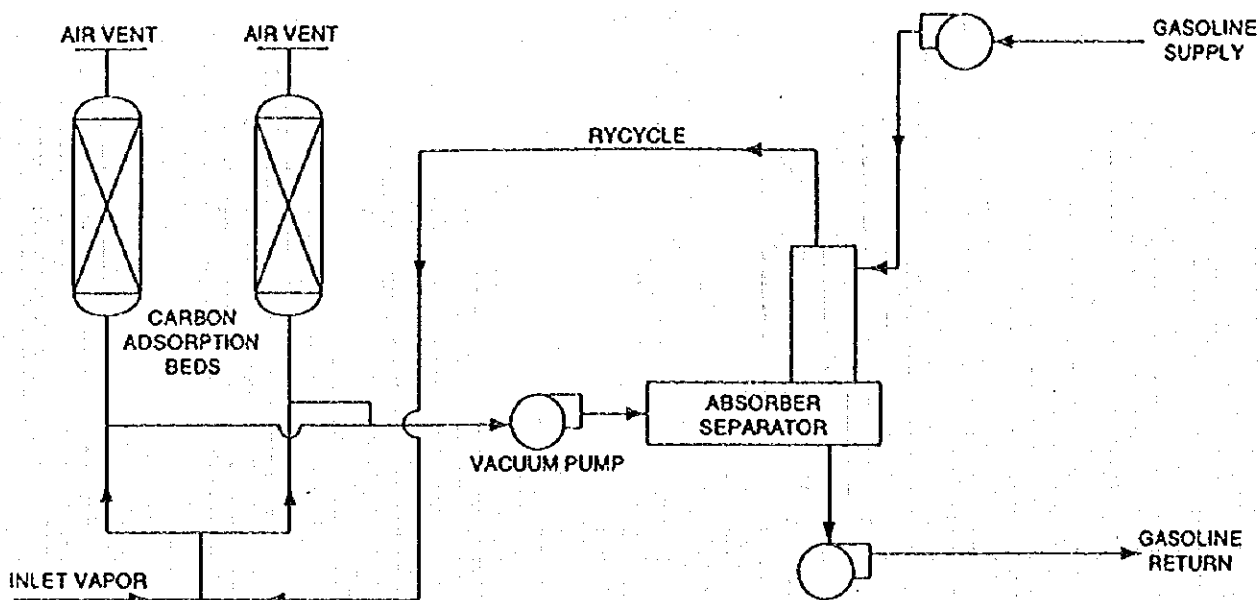 AIR VENT
AIR VENT
GASOLINE
SUPPLY
RYCYCLE
CARBON
ADSORPTION
BEDS
ABSORBER
SEPARATOR
VACUUM PUMP
GASOLINE
RETURN
INLET VAPOR